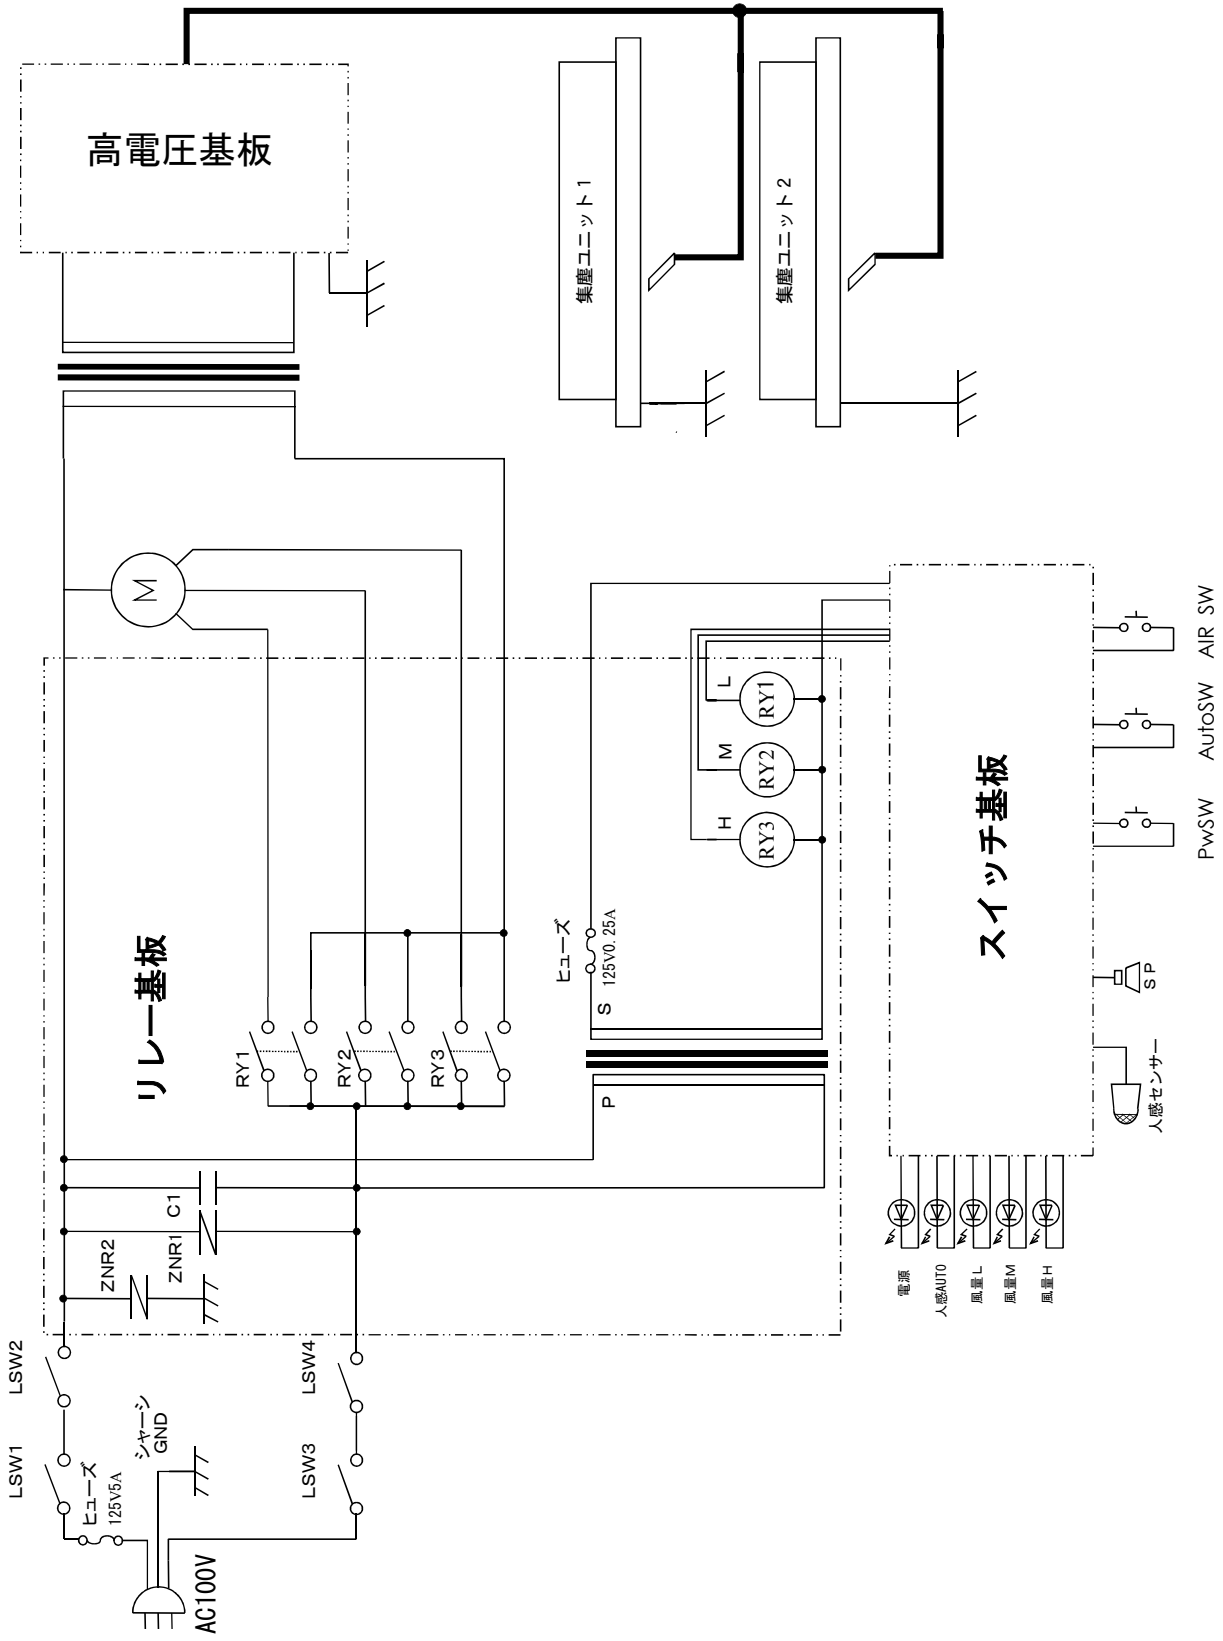 高電圧基板
集塵ユニット1
集塵ユニット2
M
リレー基板
RY1
RY2
RY3
ヒューズ
125V0.25A
S
P
L
M
H
RY1
RY2
RY3
スイッチ基板
AIR SW
AutoSW
PwSW
SP
人感センサー
電源
人感AUTO
風量L
風量M
風量H
C1
ZNR1
ZNR2
LSW2
LSW4
LSW1
LSW3
ヒューズ
125V5A
シャーシ
GND
AC100V